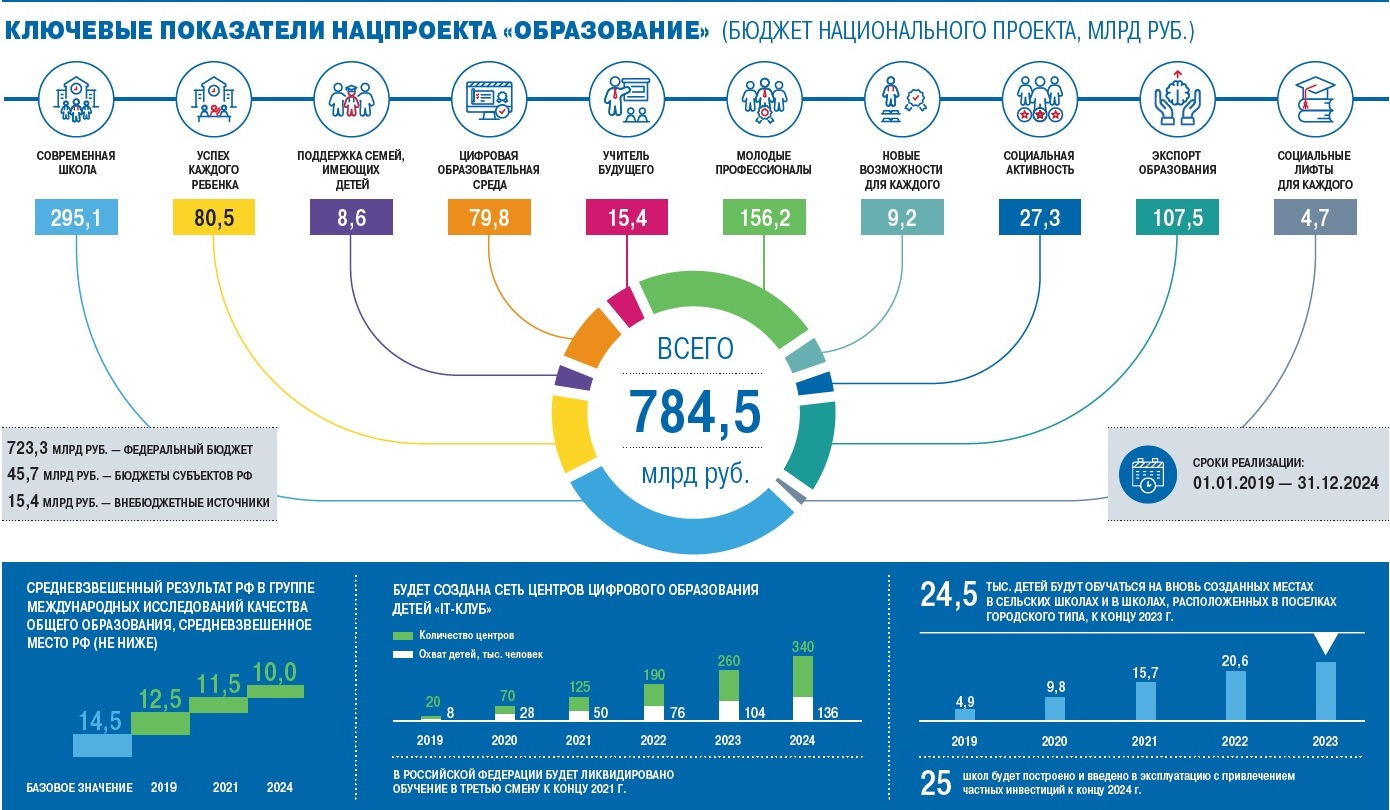 КЛЮЧЕВЫЕ ПОКАЗАТЕЛИ НАЦПРОЕКТА «ОБРАЗОВАНИЕ» (БЮДЖЕТ НАЦИОНАЛЬНОГО ПРОЕКТА, МЛРД РУБ.)
СОВРЕМЕННАЯ
ШКОЛА
295,1
УСПЕХ
КАЖДОГО
РЕБЕНКА
80,5
ПОДДЕРЖКА СЕМЕЙ,
ИМЕЮЩИХ
ДЕТЕЙ
8,6
ЦИФРОВАЯ
ОБРАЗОВАТЕЛЬНАЯ
СРЕДА
79,8
УЧИТЕЛЬ
БУДУЩЕГО
15,4
МОЛОДЫЕ
ПРОФЕССИОНАЛЫ
156,2
НОВЫЕ
ВОЗМОЖНОСТИ
ДЛЯ КАЖДОГО
9,2
СОЦИАЛЬНАЯ
АКТИВНОСТЬ
27,3
ЭКСПОРТ
ОБРАЗОВАНИЯ
107,5
СОЦИАЛЬНЫЕ
ЛИФТЫ
ДЛЯ КАЖДОГО
4,7
ВСЕГО
784,5
млрд руб.
723,3 МЛРД РУБ. — ФЕДЕРАЛЬНЫЙ БЮДЖЕТ
45,7 МЛРД РУБ. — БЮДЖЕТЫ СУБЪЕКТОВ РФ
15,4 МЛРД РУБ. — ВНЕБЮДЖЕТНЫЕ ИСТОЧНИКИ
СРОКИ РЕАЛИЗАЦИИ:
01.01.2019 — 31.12.2024
СРЕДНЕВЗВЕШЕННЫЙ РЕЗУЛЬТАТ РФ В ГРУППЕ
МЕЖДУНАРОДНЫХ ИССЛЕДОВАНИЙ КАЧЕСТВА
ОБЩЕГО ОБРАЗОВАНИЯ, СРЕДНЕВЗВЕШЕННОЕ
МЕСТО РФ (НЕ НИЖЕ)
14,5 12,5 11,5 10,0
БАЗОВОЕ ЗНАЧЕНИЕ 2019 2021 2024
БУДЕТ СОЗДАНА СЕТЬ ЦЕНТРОВ ЦИФРОВОГО ОБРАЗОВАНИЯ
ДЕТЕЙ «IT-КЛУБ»
Количество центров
Охват детей, тыс. человек
20 70 125 190 260 340
8 28 50 76 104 136
2019 2020 2021 2022 2023 2024
В РОССИЙСКОЙ ФЕДЕРАЦИИ БУДЕТ ЛИКВИДИРОВАНО
ОБУЧЕНИЕ В ТРЕТЬЮ СМЕНУ К КОНЦУ 2021 Г.
24,5 ТЫС. ДЕТЕЙ БУДУТ ОБУЧАТЬСЯ НА ВНОВЬ СОЗДАННЫХ МЕСТАХ
В СЕЛЬСКИХ ШКОЛАХ И В ШКОЛАХ, РАСПОЛОЖЕННЫХ В ПОСЕЛКАХ
ГОРОДСКОГО ТИПА, К КОНЦУ 2023 Г.
4,9 9,8 15,7 20,6
2019 2020 2021 2022 2023
25 школ будет построено и введено в эксплуатацию с привлечением
частных инвестиций к концу 2024 г.